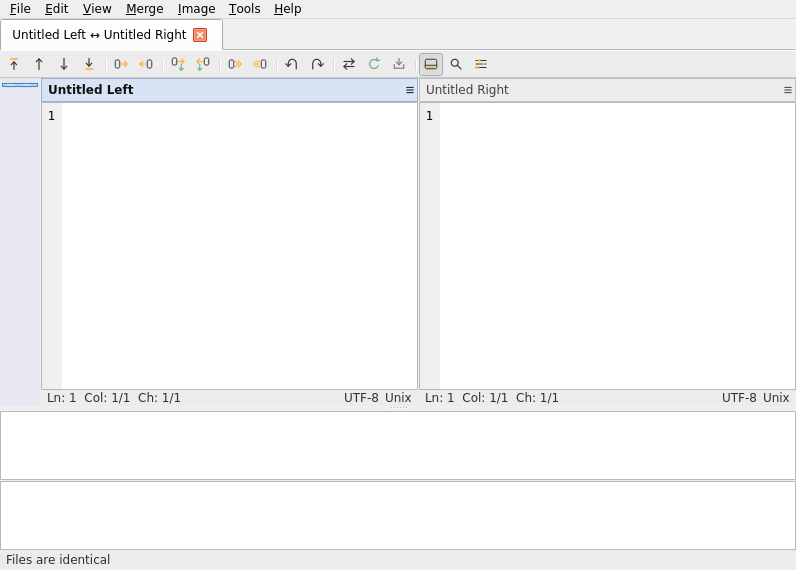 File Edit View Merge Image Tools Help
Untitled Left ↔ Untitled Right
Untitled Left
Untitled Right
1
1
Ln: 1 Col: 1/1 Ch: 1/1 UTF-8 Unix
Ln: 1 Col: 1/1 Ch: 1/1 UTF-8 Unix
Files are identical